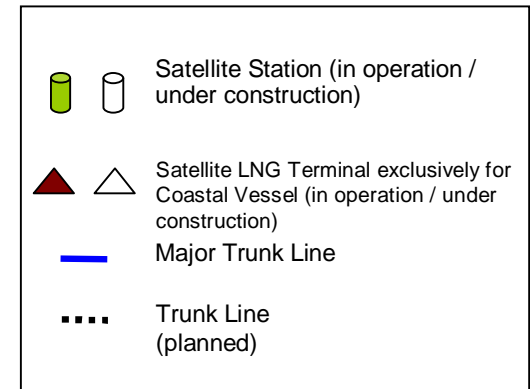 Satellite Station (in operation /
under construction)
Satellite LNG Terminal exclusively for
Coastal Vessel (in operation / under
construction)
Major Trunk Line
Trunk Line
(planned)